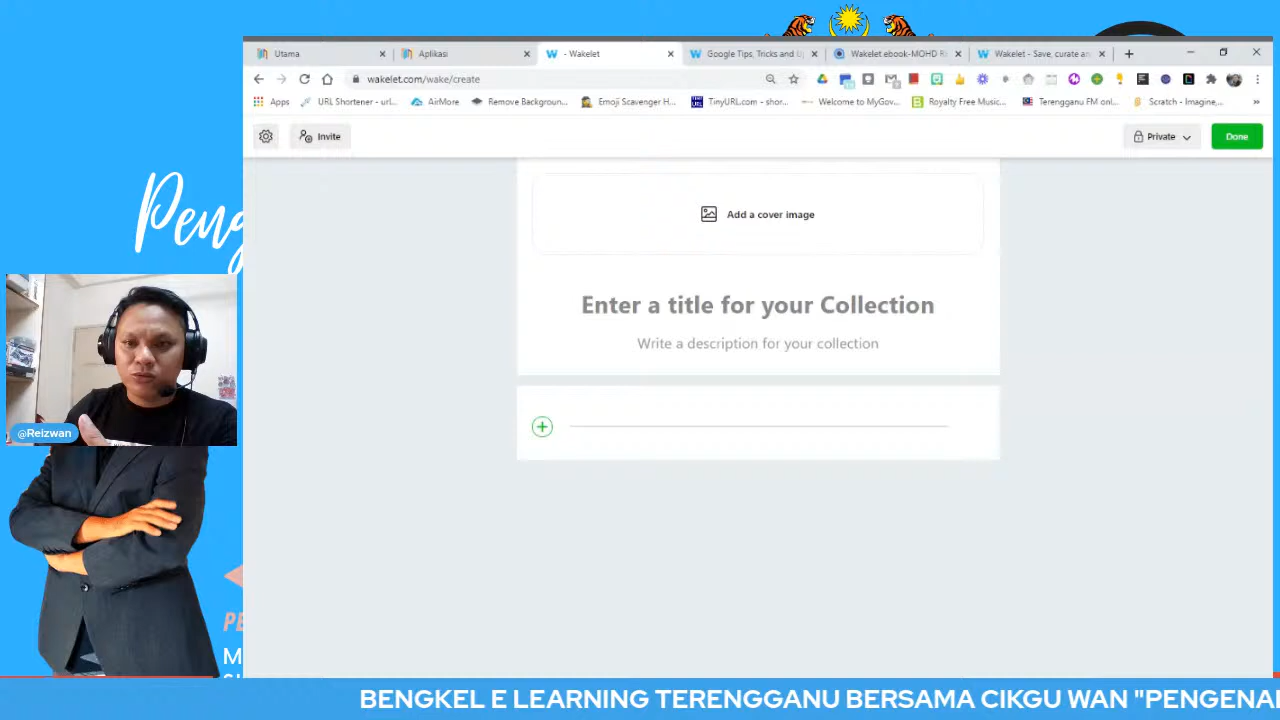 Utama
Aplikasi
- Wakelet
Google Tips, Tricks and U
Wakelet ebook-MOHD R
Wakelet - Save, curate an
wakelet.com/wake/create
Apps
URL Shortener - url...
AirMore
Remove Backgroun...
Emoji Scavenger H...
TinyURL.com - shor...
Welcome to MyGov...
Royalty Free Music...
Terengganu FM onl...
Scratch - Imagine,...
Invite
Private
Done
Add a cover image
Peng
Enter a title for your Collection
Write a description for your collection
@Reizwan
PE
M
BENGKEL E LEARNING TERENGGANU BERSAMA CIKGU WAN "PENGENA